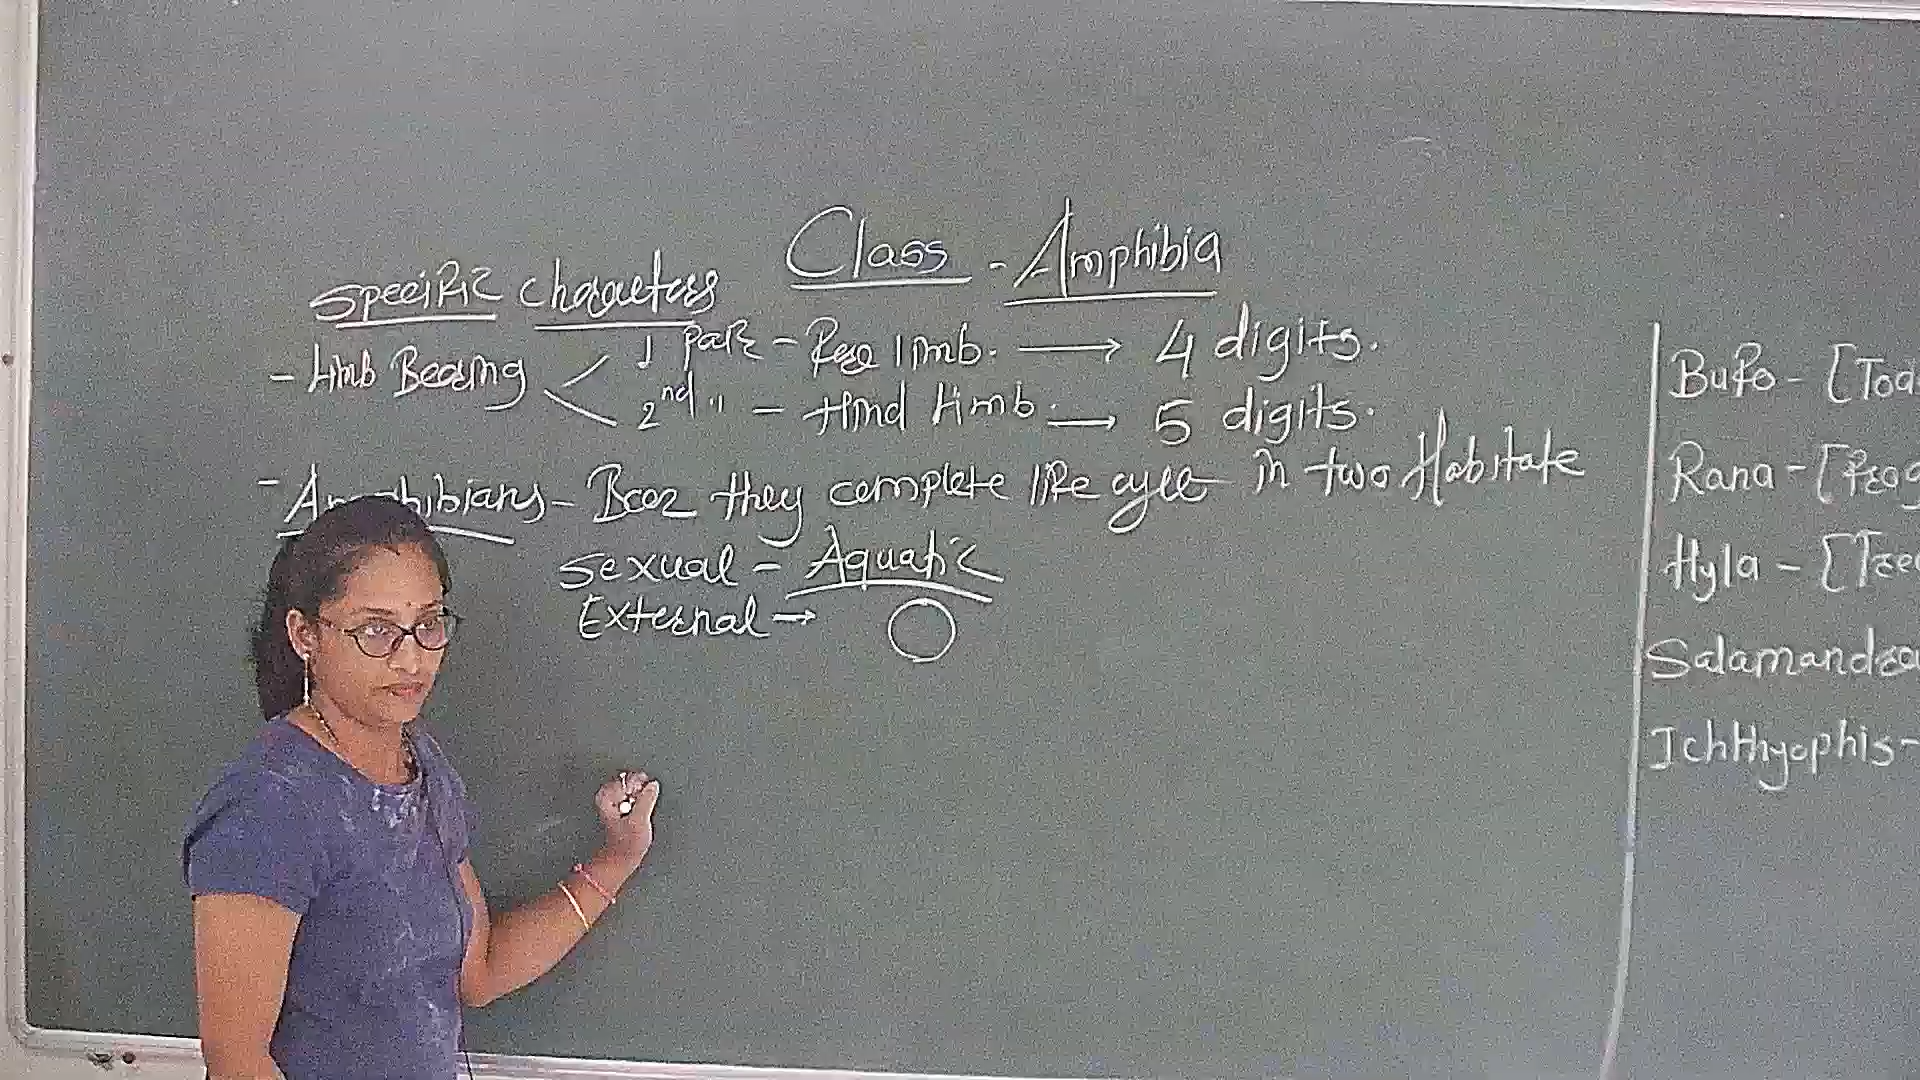 Class - Amphibia
Specific characters
- Limb Bearing
1 pair - Fore limb. → 4 digits.
2nd " - Hind limb. → 5 digits.
- Amphibians - Bcoz they complete life cycle in two Habitate
Sexual - Aquatic
External →
Bufo - [Toa
Rana - [Frog
Hyla - [Tree
Salamandra
Ichthyophis -